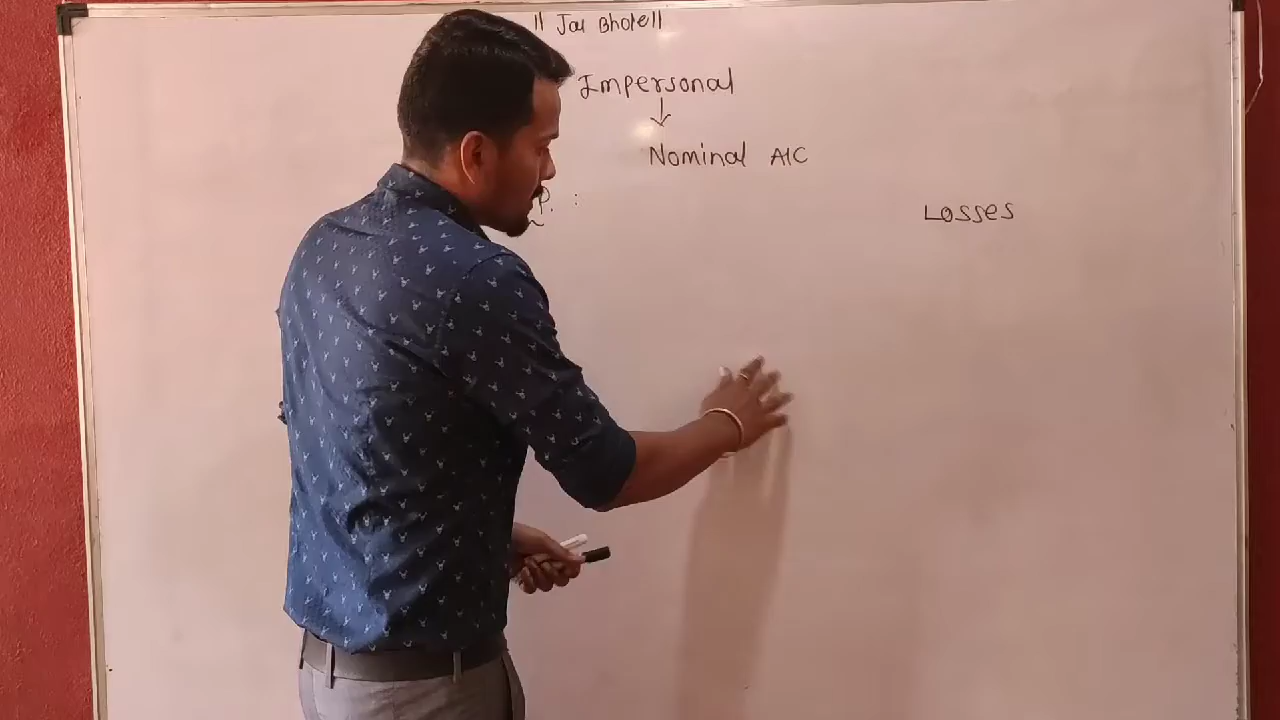 || Jai Bhole ||
Impersonal
↓
Nominal A/C
P. :
Losses